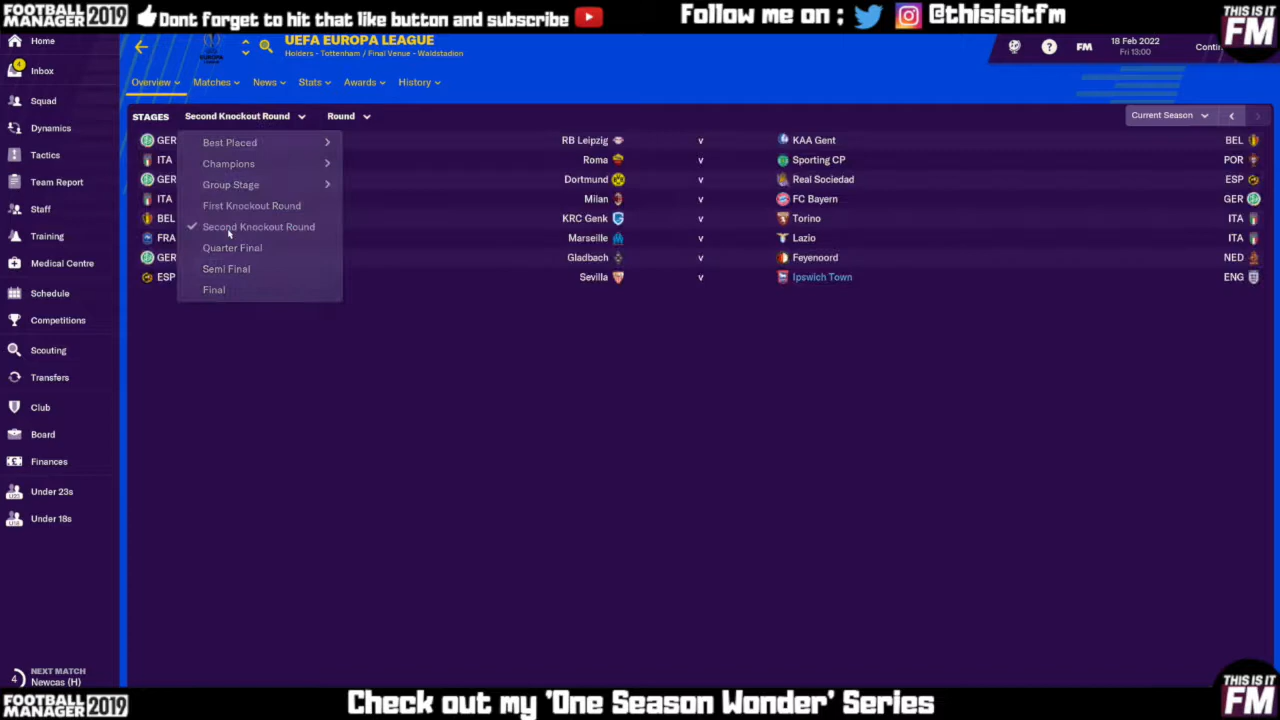 FOOTBALL
MANAGER 2019
Dont forget to hit that like button and subscribe
Follow me on :
@thisisitfm
THIS IS IT
FM
Home
4
Inbox
Squad
Dynamics
Tactics
Team Report
Staff
Training
Medical Centre
Schedule
Competitions
Scouting
Transfers
Club
Board
Finances
Under 23s
Under 18s
4
NEXT MATCH
Newcas (H)
UEFA EUROPA LEAGUE
Holders - Tottenham / Final Venue - Waldstadion
?
FM
18 Feb 2022
Fri 13:00
Contin
Overview
Matches
News
Stats
Awards
History
STAGES
Second Knockout Round
Round
Current Season
Best Placed
Champions
Group Stage
First Knockout Round
Second Knockout Round
Quarter Final
Semi Final
Final
GER RB Leipzig v KAA Gent BEL
ITA Roma v Sporting CP POR
GER Dortmund v Real Sociedad ESP
ITA Milan v FC Bayern GER
BEL KRC Genk v Torino ITA
FRA Marseille v Lazio ITA
GER Gladbach v Feyenoord NED
ESP Sevilla v Ipswich Town ENG
FOOTBALL
MANAGER 2019
Check out my 'One Season Wonder' Series
THIS IS IT
FM